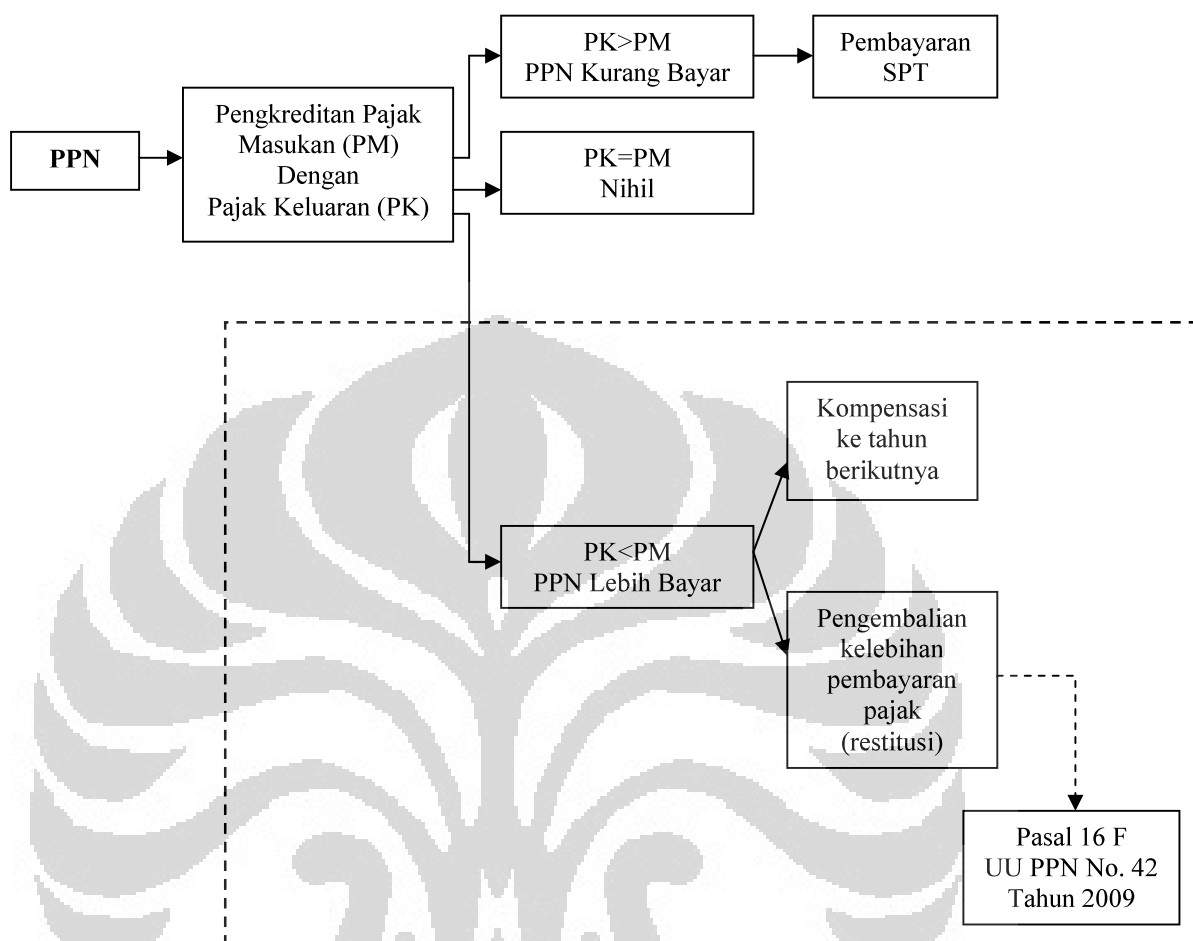 PK>PM
PPN Kurang Bayar
Pembayaran
SPT
PPN
Pengkreditan Pajak
Masukan (PM)
Dengan
Pajak Keluaran (PK)
PK=PM
Nihil
Kompensasi
ke tahun
berikutnya
PK<PM
PPN Lebih Bayar
Pengembalian
kelebihan
pembayaran
pajak
(restitusi)
Pasal 16 F
UU PPN No. 42
Tahun 2009